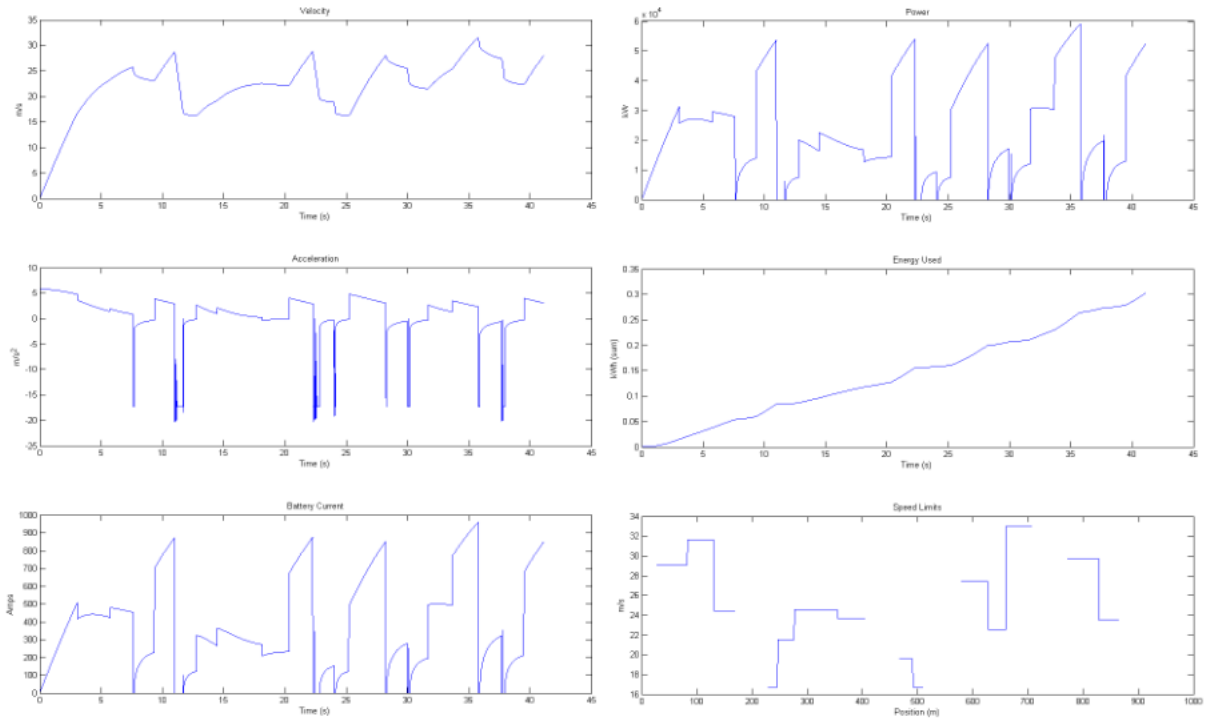 Velocity
35
30
25
20
15
10
5
0
m/s
0 5 10 15 20 25 30 35 40 45
Time (s)
Power
x 10⁴
6
5
4
3
2
1
0
kW
0 5 10 15 20 25 30 35 40 45
Time (s)
Acceleration
10
5
0
-5
-10
-15
-20
-25
m/s²
0 5 10 15 20 25 30 35 40 45
Time (s)
Energy Used
0.35
0.3
0.25
0.2
0.15
0.1
0.05
0
kWh (sum)
0 5 10 15 20 25 30 35 40 45
Time (s)
Battery Current
1000
900
800
700
600
500
400
300
200
100
0
Amps
0 5 10 15 20 25 30 35 40 45
Time (s)
Speed Limits
34
32
30
28
26
24
22
20
18
16
m/s
0 100 200 300 400 500 600 700 800 900 1000
Position (m)